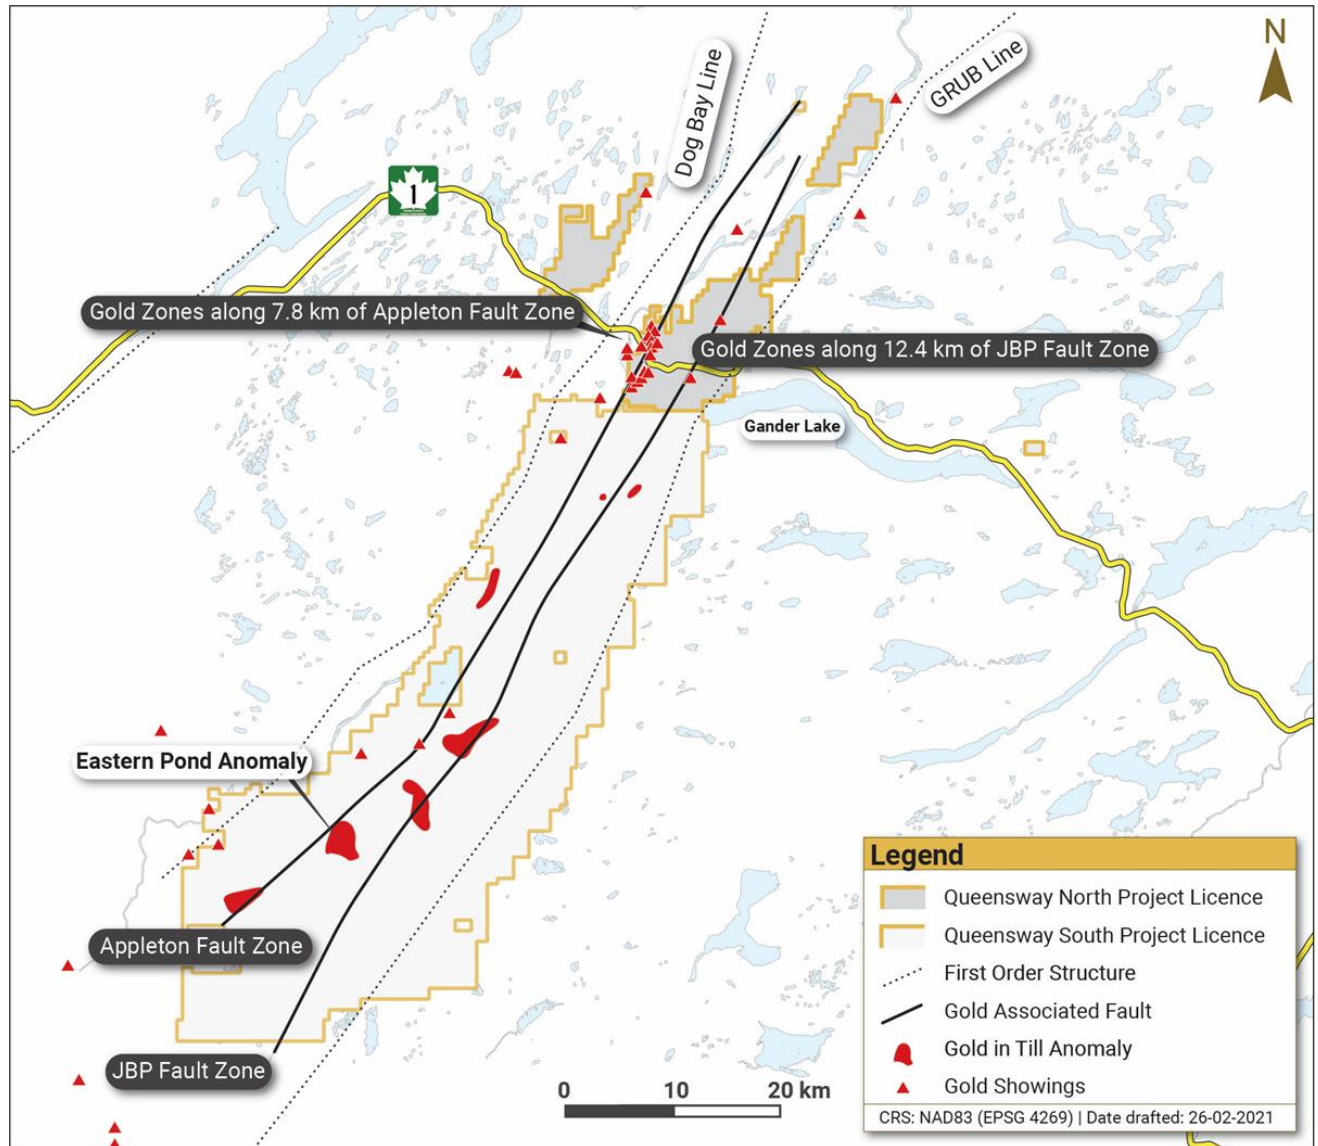 N
GRUB Line
Dog Bay Line
1
Gold Zones along 7.8 km of Appleton Fault Zone
Gold Zones along 12.4 km of JBP Fault Zone
Gander Lake
Eastern Pond Anomaly
Appleton Fault Zone
JBP Fault Zone
0 10 20 km
Legend
Queensway North Project Licence
Queensway South Project Licence
First Order Structure
Gold Associated Fault
Gold in Till Anomaly
Gold Showings
CRS: NAD83 (EPSG 4269) | Date drafted: 26-02-2021